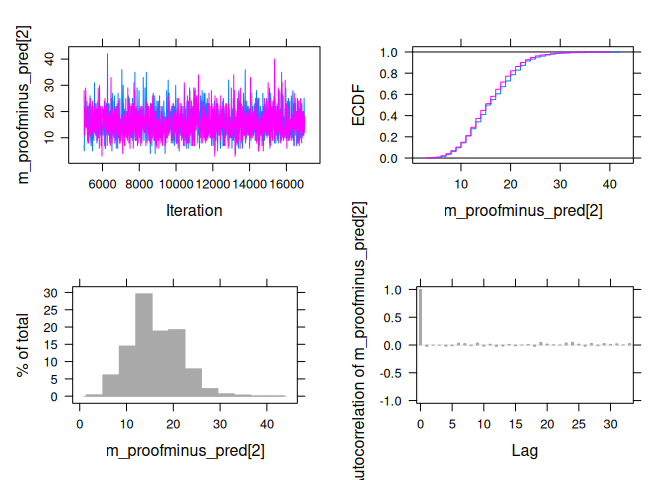 m_proofminus_pred[2]
40
30
20
10
6000 8000 10000 12000 14000 16000
Iteration
ECDF
1.0
0.8
0.6
0.4
0.2
0.0
10 20 30 40
m_proofminus_pred[2]
% of total
30
25
20
15
10
5
0
0 10 20 30 40
m_proofminus_pred[2]
utocorrelation of m_proofminus_pred[2]
1.0
0.5
0.0
-0.5
-1.0
0 5 10 15 20 25 30
Lag